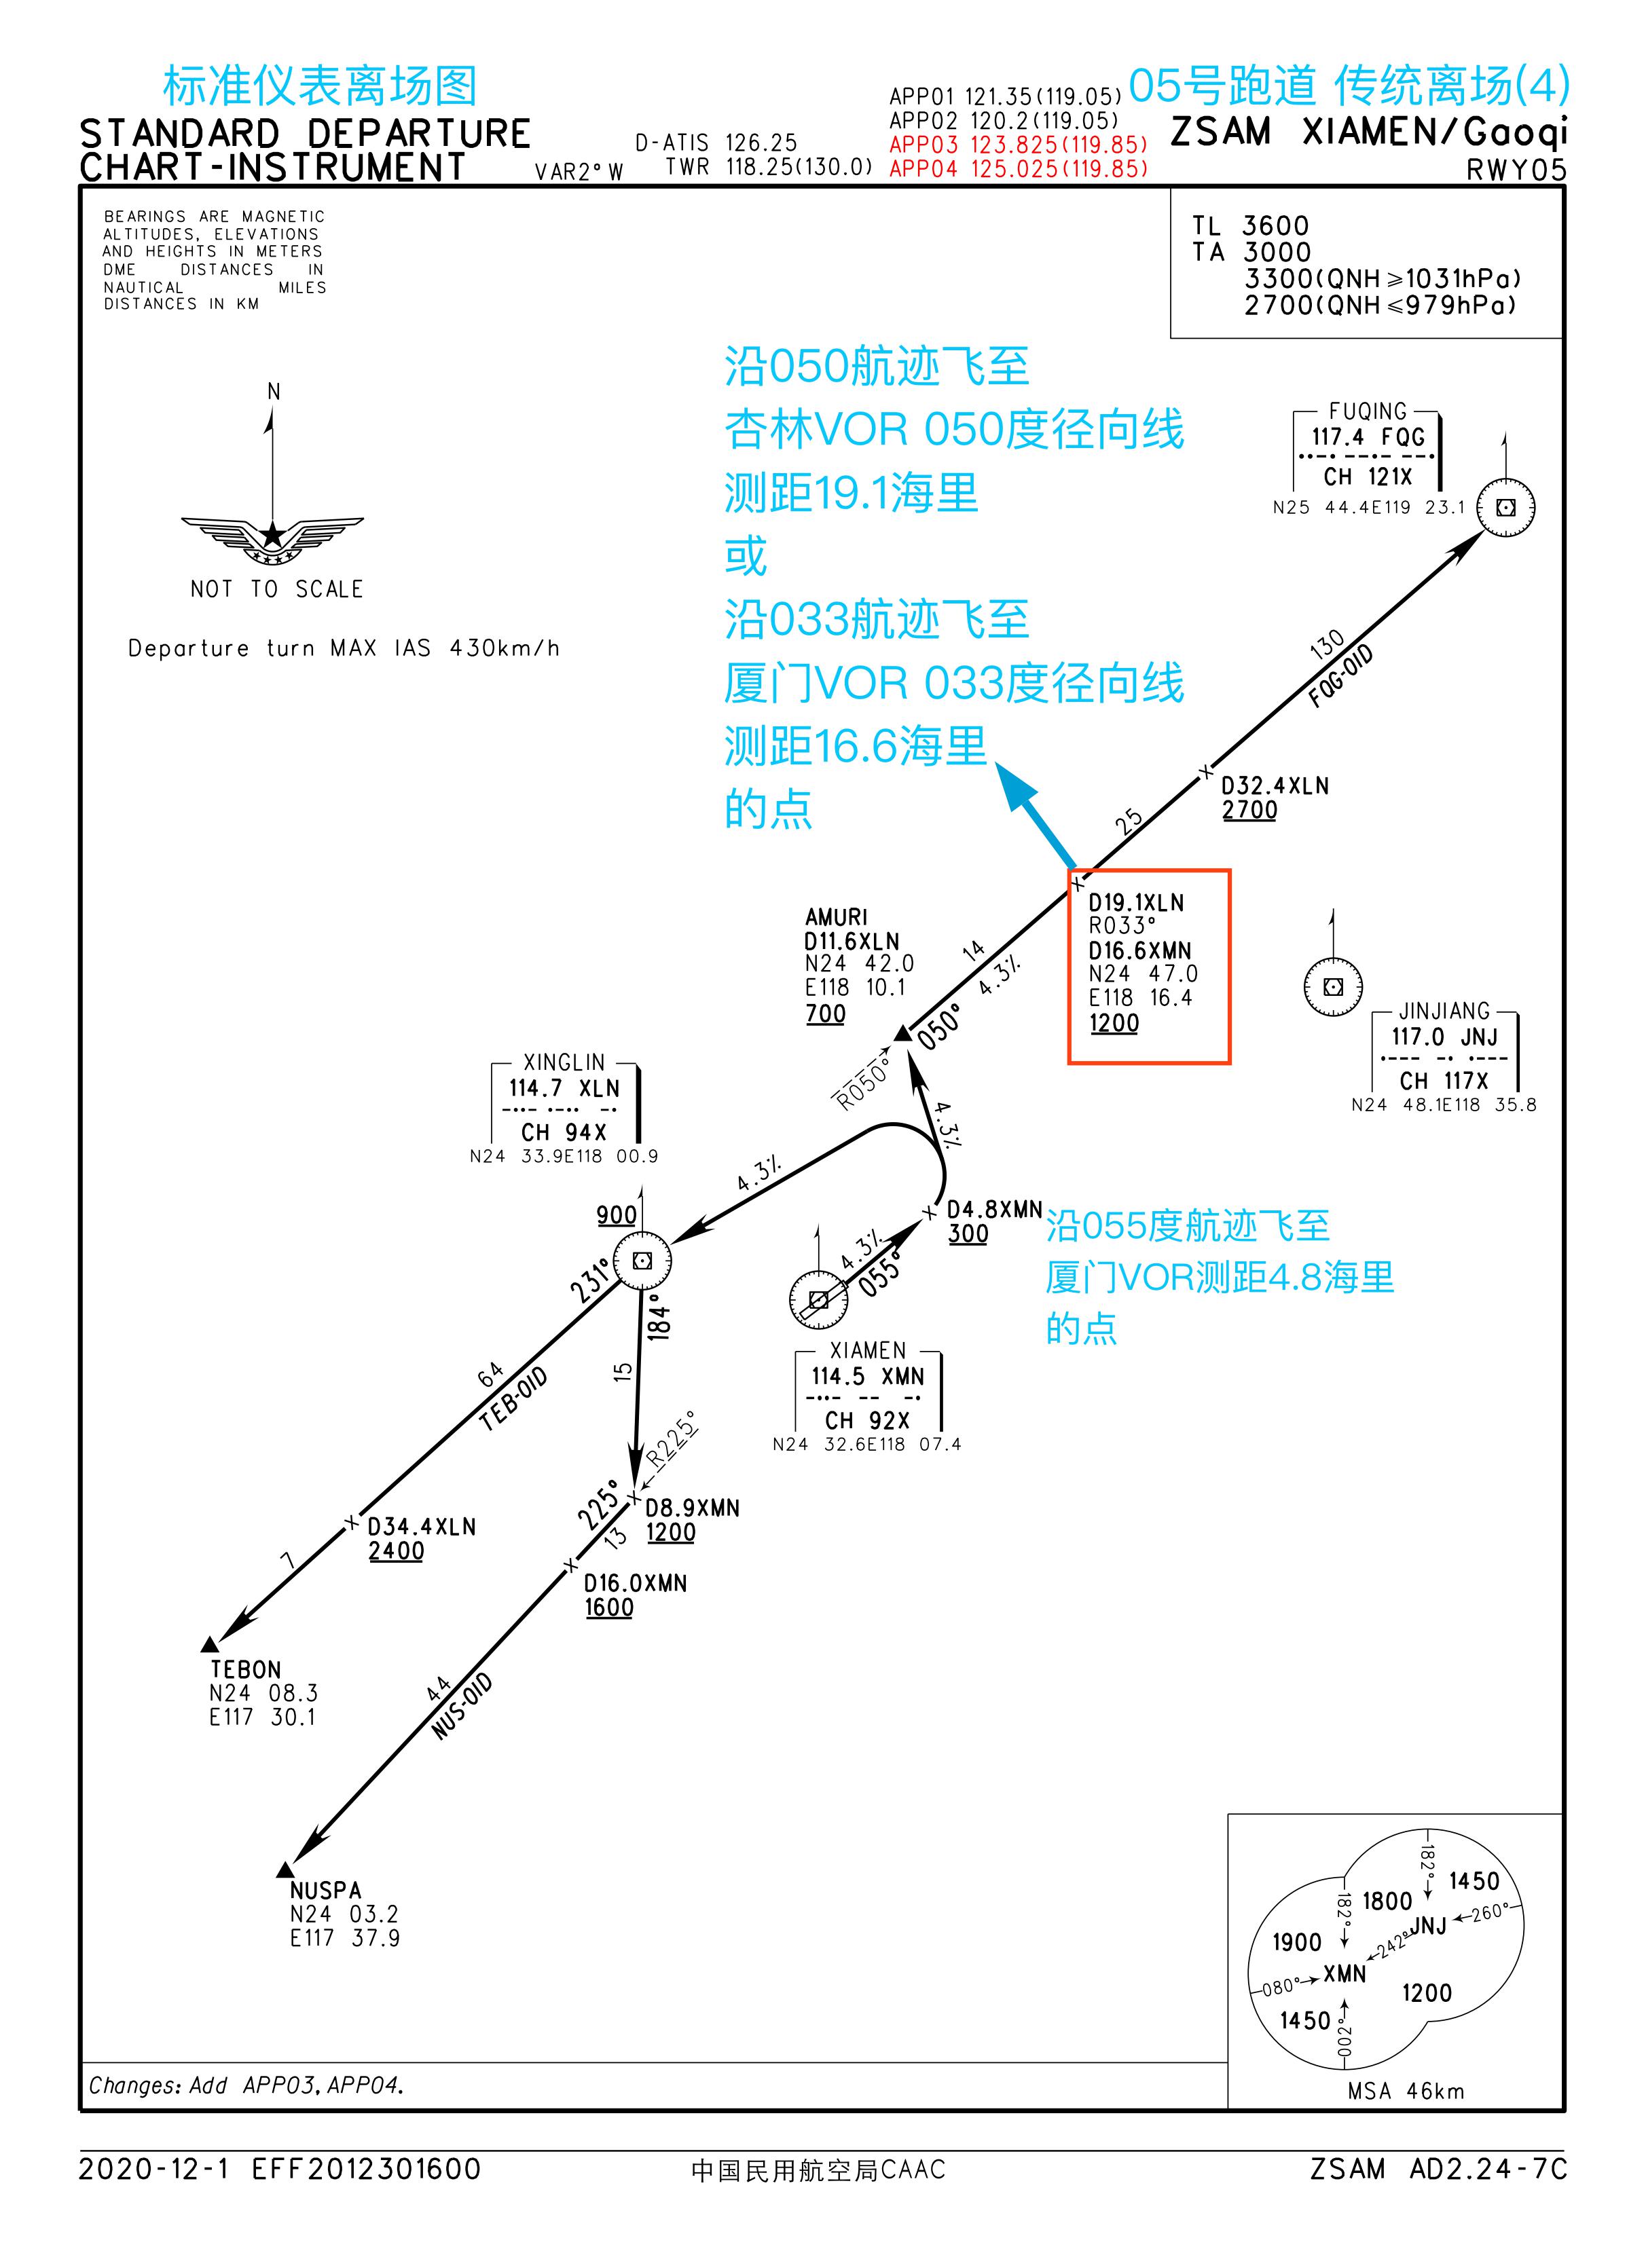 标准仪表离场图
STANDARD DEPARTURE
CHART-INSTRUMENT
VAR2°W
D-ATIS 126.25
TWR 118.25(130.0)
APP01 121.35(119.05)
APP02 120.2(119.05)
APP03 123.825(119.85)
APP04 125.025(119.85)
05号跑道 传统离场(4)
ZSAM XIAMEN/Gaoqi
RWY05
BEARINGS ARE MAGNETIC
ALTITUDES, ELEVATIONS
AND HEIGHTS IN METERS
DME DISTANCES IN
NAUTICAL MILES
DISTANCES IN KM
TL 3600
TA 3000
3300(QNH≥1031hPa)
2700(QNH≤979hPa)
N
NOT TO SCALE
Departure turn MAX IAS 430km/h
沿050航迹飞至
杏林VOR 050度径向线
测距19.1海里
或
沿033航迹飞至
厦门VOR 033度径向线
测距16.6海里
的点
FUQING
117.4 FQG
CH 121X
N25 44.4E119 23.1
130
FQG-01D
D32.4XLN
2700
25
D19.1XLN
R033°
D16.6XMN
N24 47.0
E118 16.4
1200
14
4.3%
AMURI
D11.6XLN
N24 42.0
E118 10.1
700
050°
R050°
4.3%
JINJIANG
117.0 JNJ
CH 117X
N24 48.1E118 35.8
XINGLIN
114.7 XLN
CH 94X
N24 33.9E118 00.9
4.3%
900
D4.8XMN
300
沿055度航迹飞至
厦门VOR测距4.8海里
的点
4.3%
055°
231°
184°
XIAMEN
114.5 XMN
CH 92X
N24 32.6E118 07.4
64
TEB-01D
15
R225°
225°
D8.9XMN
1200
13
D34.4XLN
2400
7
D16.0XMN
1600
TEBON
N24 08.3
E117 30.1
44
NUS-01D
NUSPA
N24 03.2
E117 37.9
182°
1450
1800
182°
JNJ
260°
1900
242°
080°
XMN
1200
1450
002°
MSA 46km
Changes: Add APP03, APP04.
2020-12-1 EFF2012301600
中国民用航空局CAAC
ZSAM AD2.24-7C